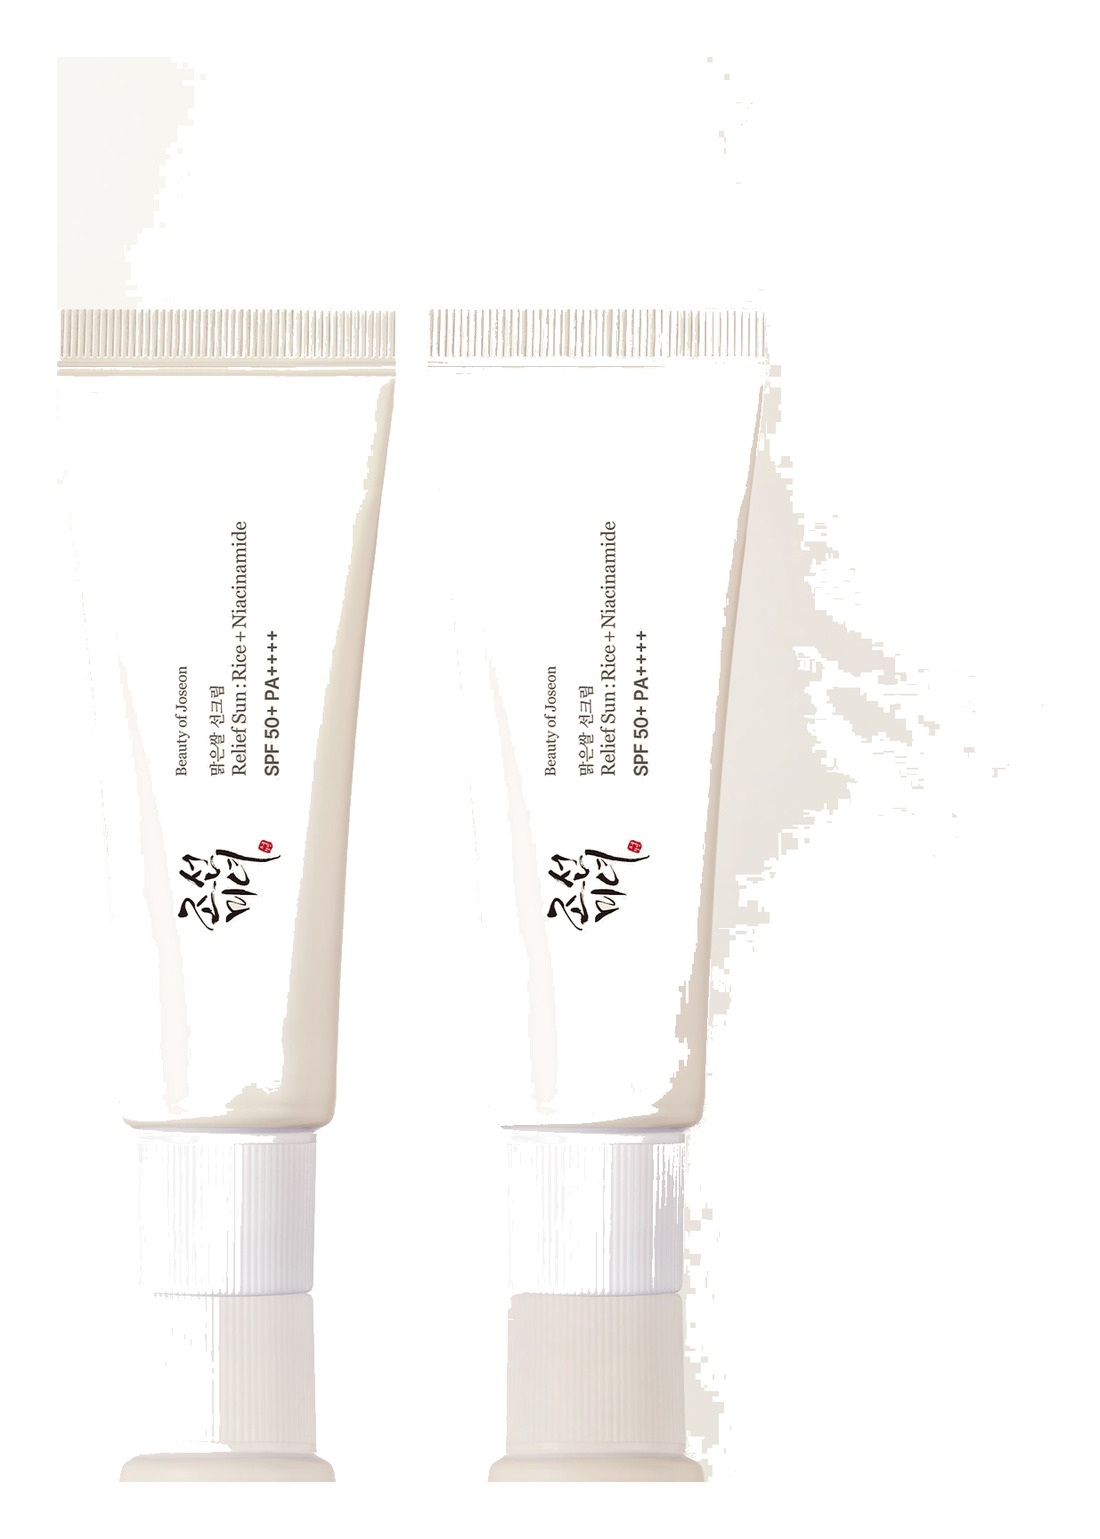 조선
미녀
Beauty of Joseon
맑은쌀 선크림
Relief Sun : Rice + Niacinamide
SPF 50+ PA++++
조선
미녀
Beauty of Joseon
맑은쌀 선크림
Relief Sun : Rice + Niacinamide
SPF 50+ PA++++